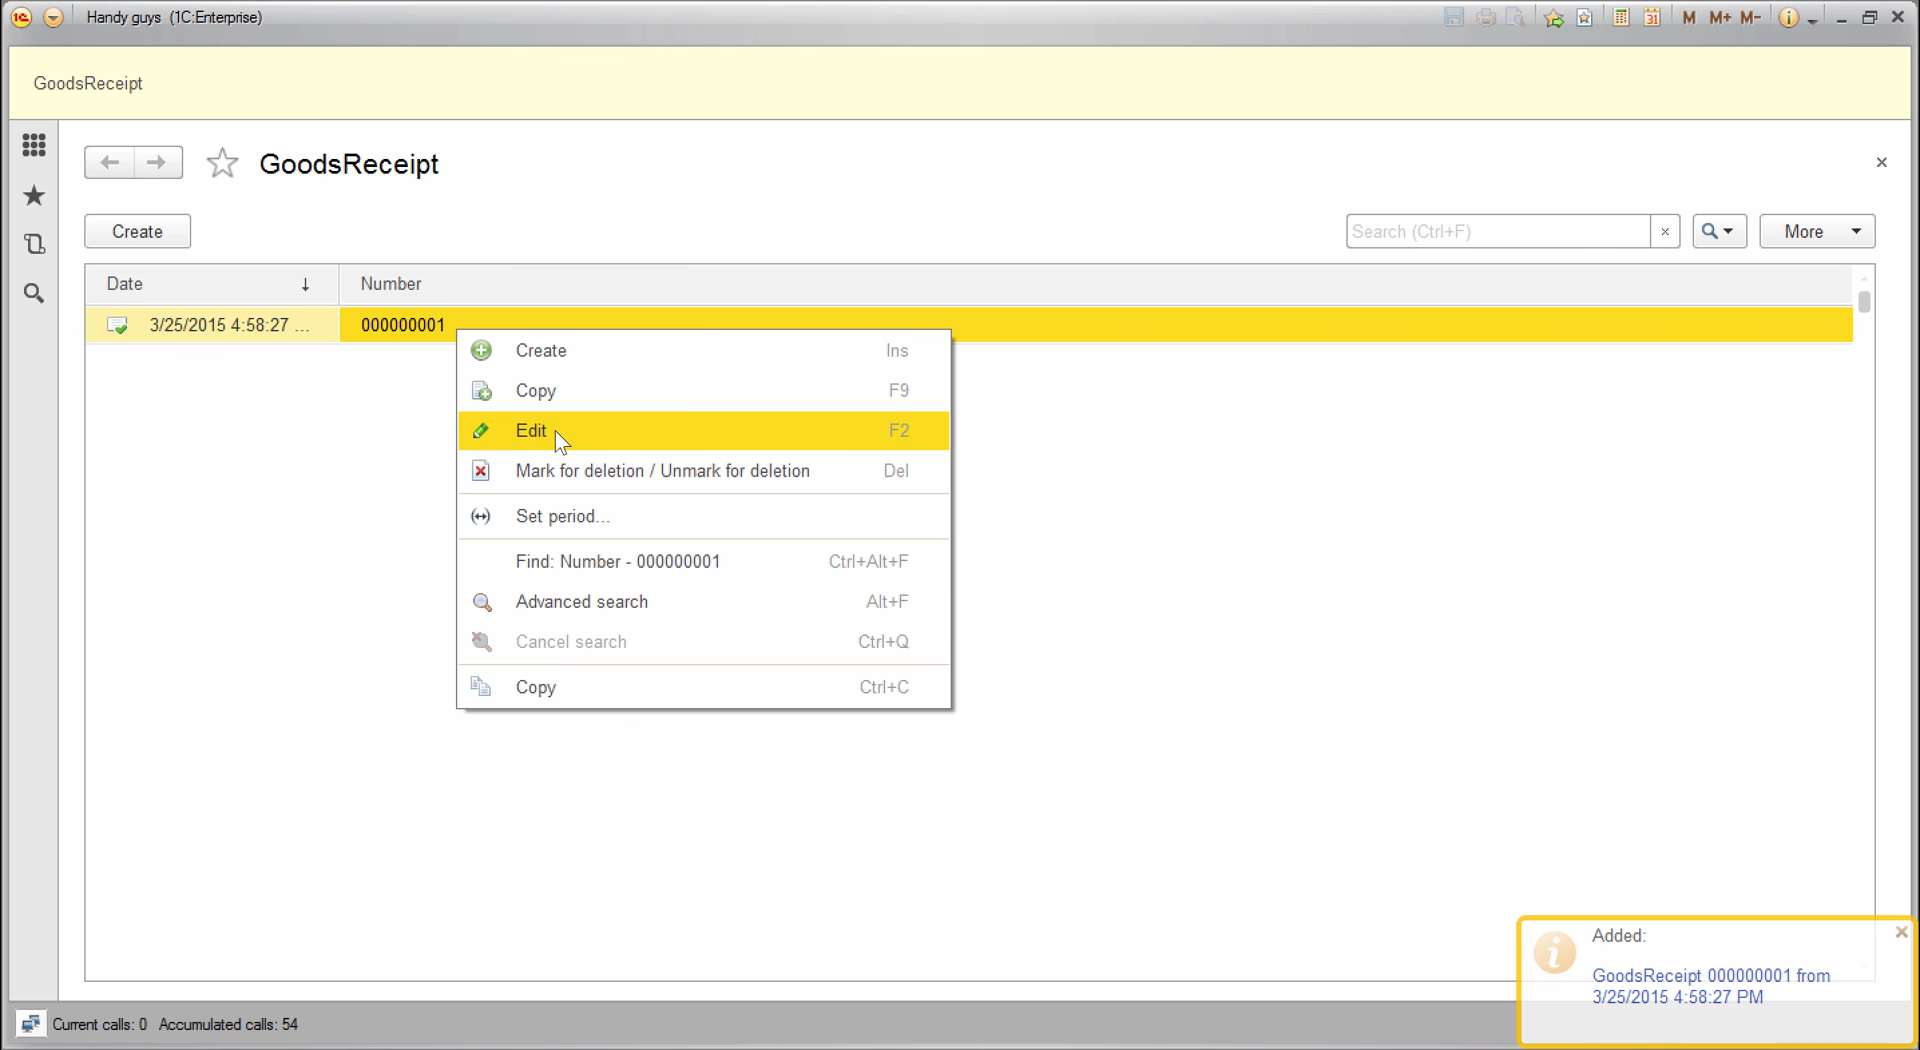 Handy guys (1C:Enterprise)
31 M M+ M-
GoodsReceipt
GoodsReceipt
Create
Search (Ctrl+F)
More
Date Number
3/25/2015 4:58:27 ... 000000001
Create Ins
Copy F9
Edit F2
Mark for deletion / Unmark for deletion Del
Set period...
Find: Number - 000000001 Ctrl+Alt+F
Advanced search Alt+F
Cancel search Ctrl+Q
Copy Ctrl+C
Added:
GoodsReceipt 000000001 from
3/25/2015 4:58:27 PM
Current calls: 0 Accumulated calls: 54